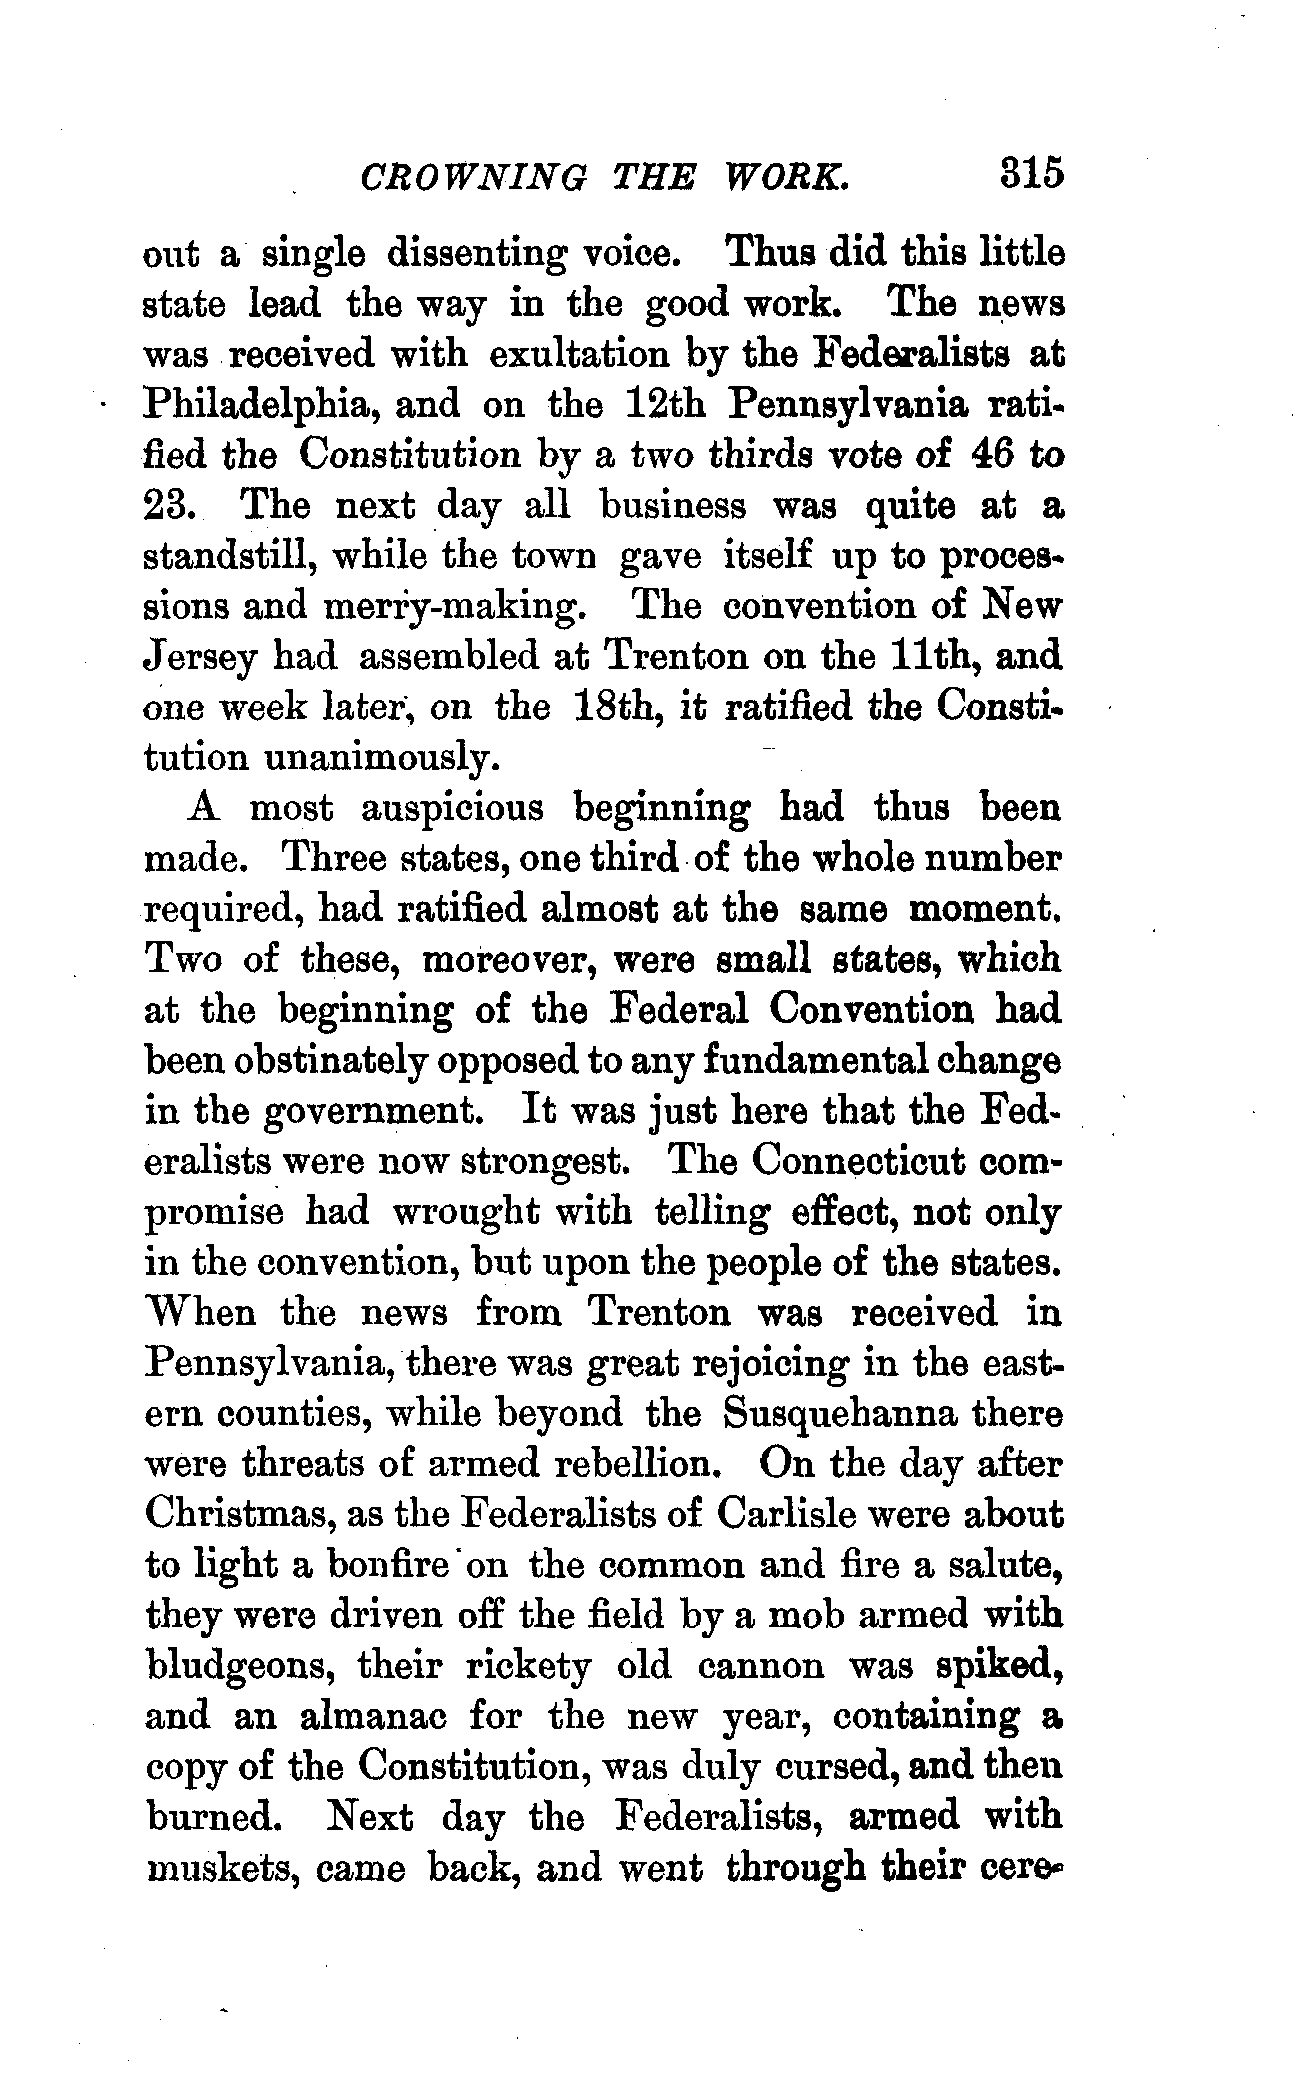 CROWNING THE WORK. 315
out a single dissenting voice. Thus did this little
state lead the way in the good work. The news
was received with exultation by the Federalists at
Philadelphia, and on the 12th Pennsylvania rati-
fied the Constitution by a two thirds vote of 46 to
23. The next day all business was quite at a
standstill, while the town gave itself up to proces-
sions and merry-making. The convention of New
Jersey had assembled at Trenton on the 11th, and
one week later, on the 18th, it ratified the Consti-
tution unanimously.
A most auspicious beginning had thus been
made. Three states, one third of the whole number
required, had ratified almost at the same moment.
Two of these, moreover, were small states, which
at the beginning of the Federal Convention had
been obstinately opposed to any fundamental change
in the government. It was just here that the Fed-
eralists were now strongest. The Connecticut com-
promise had wrought with telling effect, not only
in the convention, but upon the people of the states.
When the news from Trenton was received in
Pennsylvania, there was great rejoicing in the east-
ern counties, while beyond the Susquehanna there
were threats of armed rebellion. On the day after
Christmas, as the Federalists of Carlisle were about
to light a bonfire on the common and fire a salute,
they were driven off the field by a mob armed with
bludgeons, their rickety old cannon was spiked,
and an almanac for the new year, containing a
copy of the Constitution, was duly cursed, and then
burned. Next day the Federalists, armed with
muskets, came back, and went through their cere-